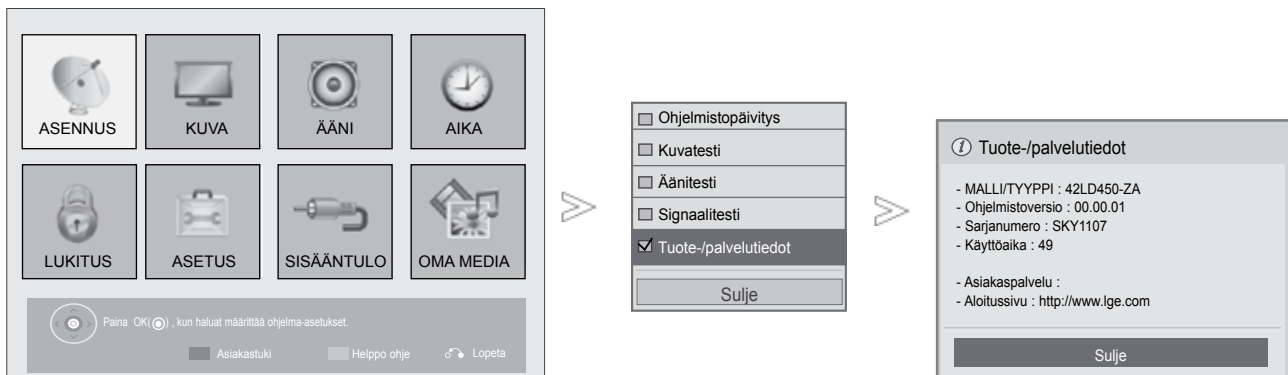 ASENNUS KUVA ÄÄNI AIKA
LUKITUS ASETUS SISÄÄNTULO OMA MEDIA
Paina OK(◉) , kun haluat määrittää ohjelma-asetukset.
Asiakastuki Helppo ohje Lopeta
Ohjelmistopäivitys
Kuvatesti
Äänitesti
Signaalitesti
Tuote-/palvelutiedot
Sulje
Tuote-/palvelutiedot
- MALLI/TYYPPI : 42LD450-ZA
- Ohjelmistoversio : 00.00.01
- Sarjanumero : SKY1107
- Käyttöaika : 49
- Asiakaspalvelu :
- Aloitussivu : http://www.lge.com
Sulje